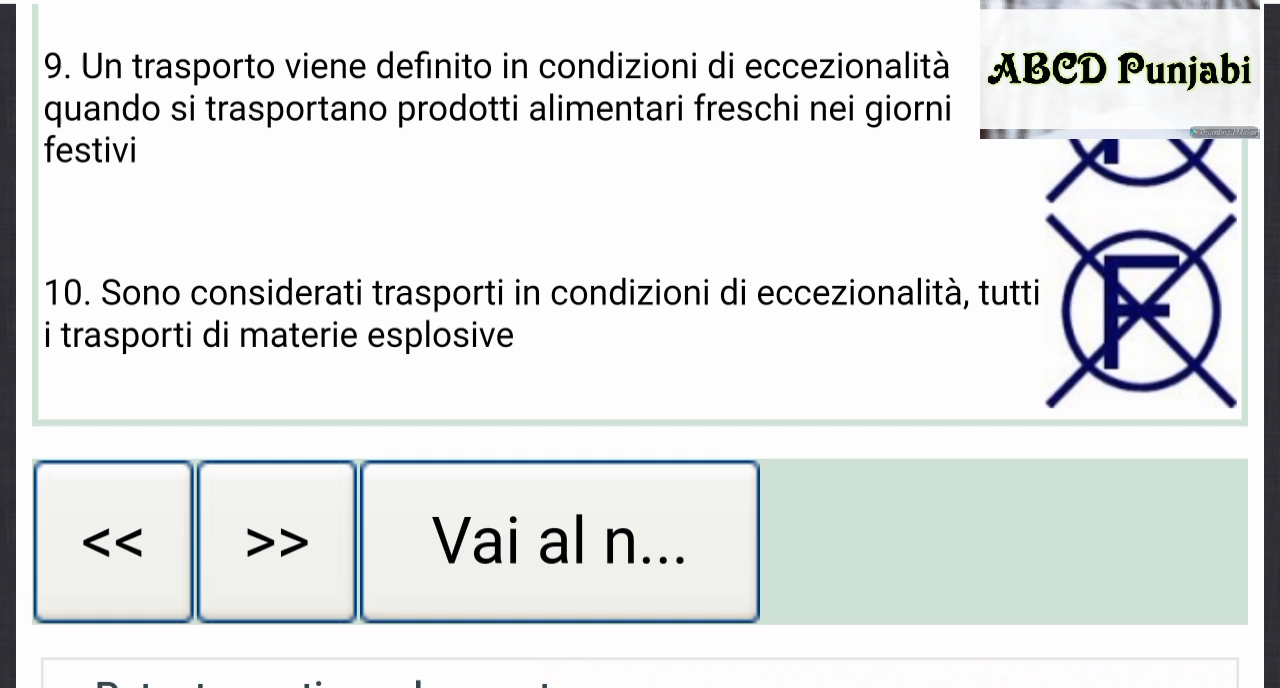 9. Un trasporto viene definito in condizioni di eccezionalità
quando si trasportano prodotti alimentari freschi nei giorni
festivi
ABCD Punjabi
10. Sono considerati trasporti in condizioni di eccezionalità, tutti
i trasporti di materie esplosive
F
<<
>>
Vai al n...